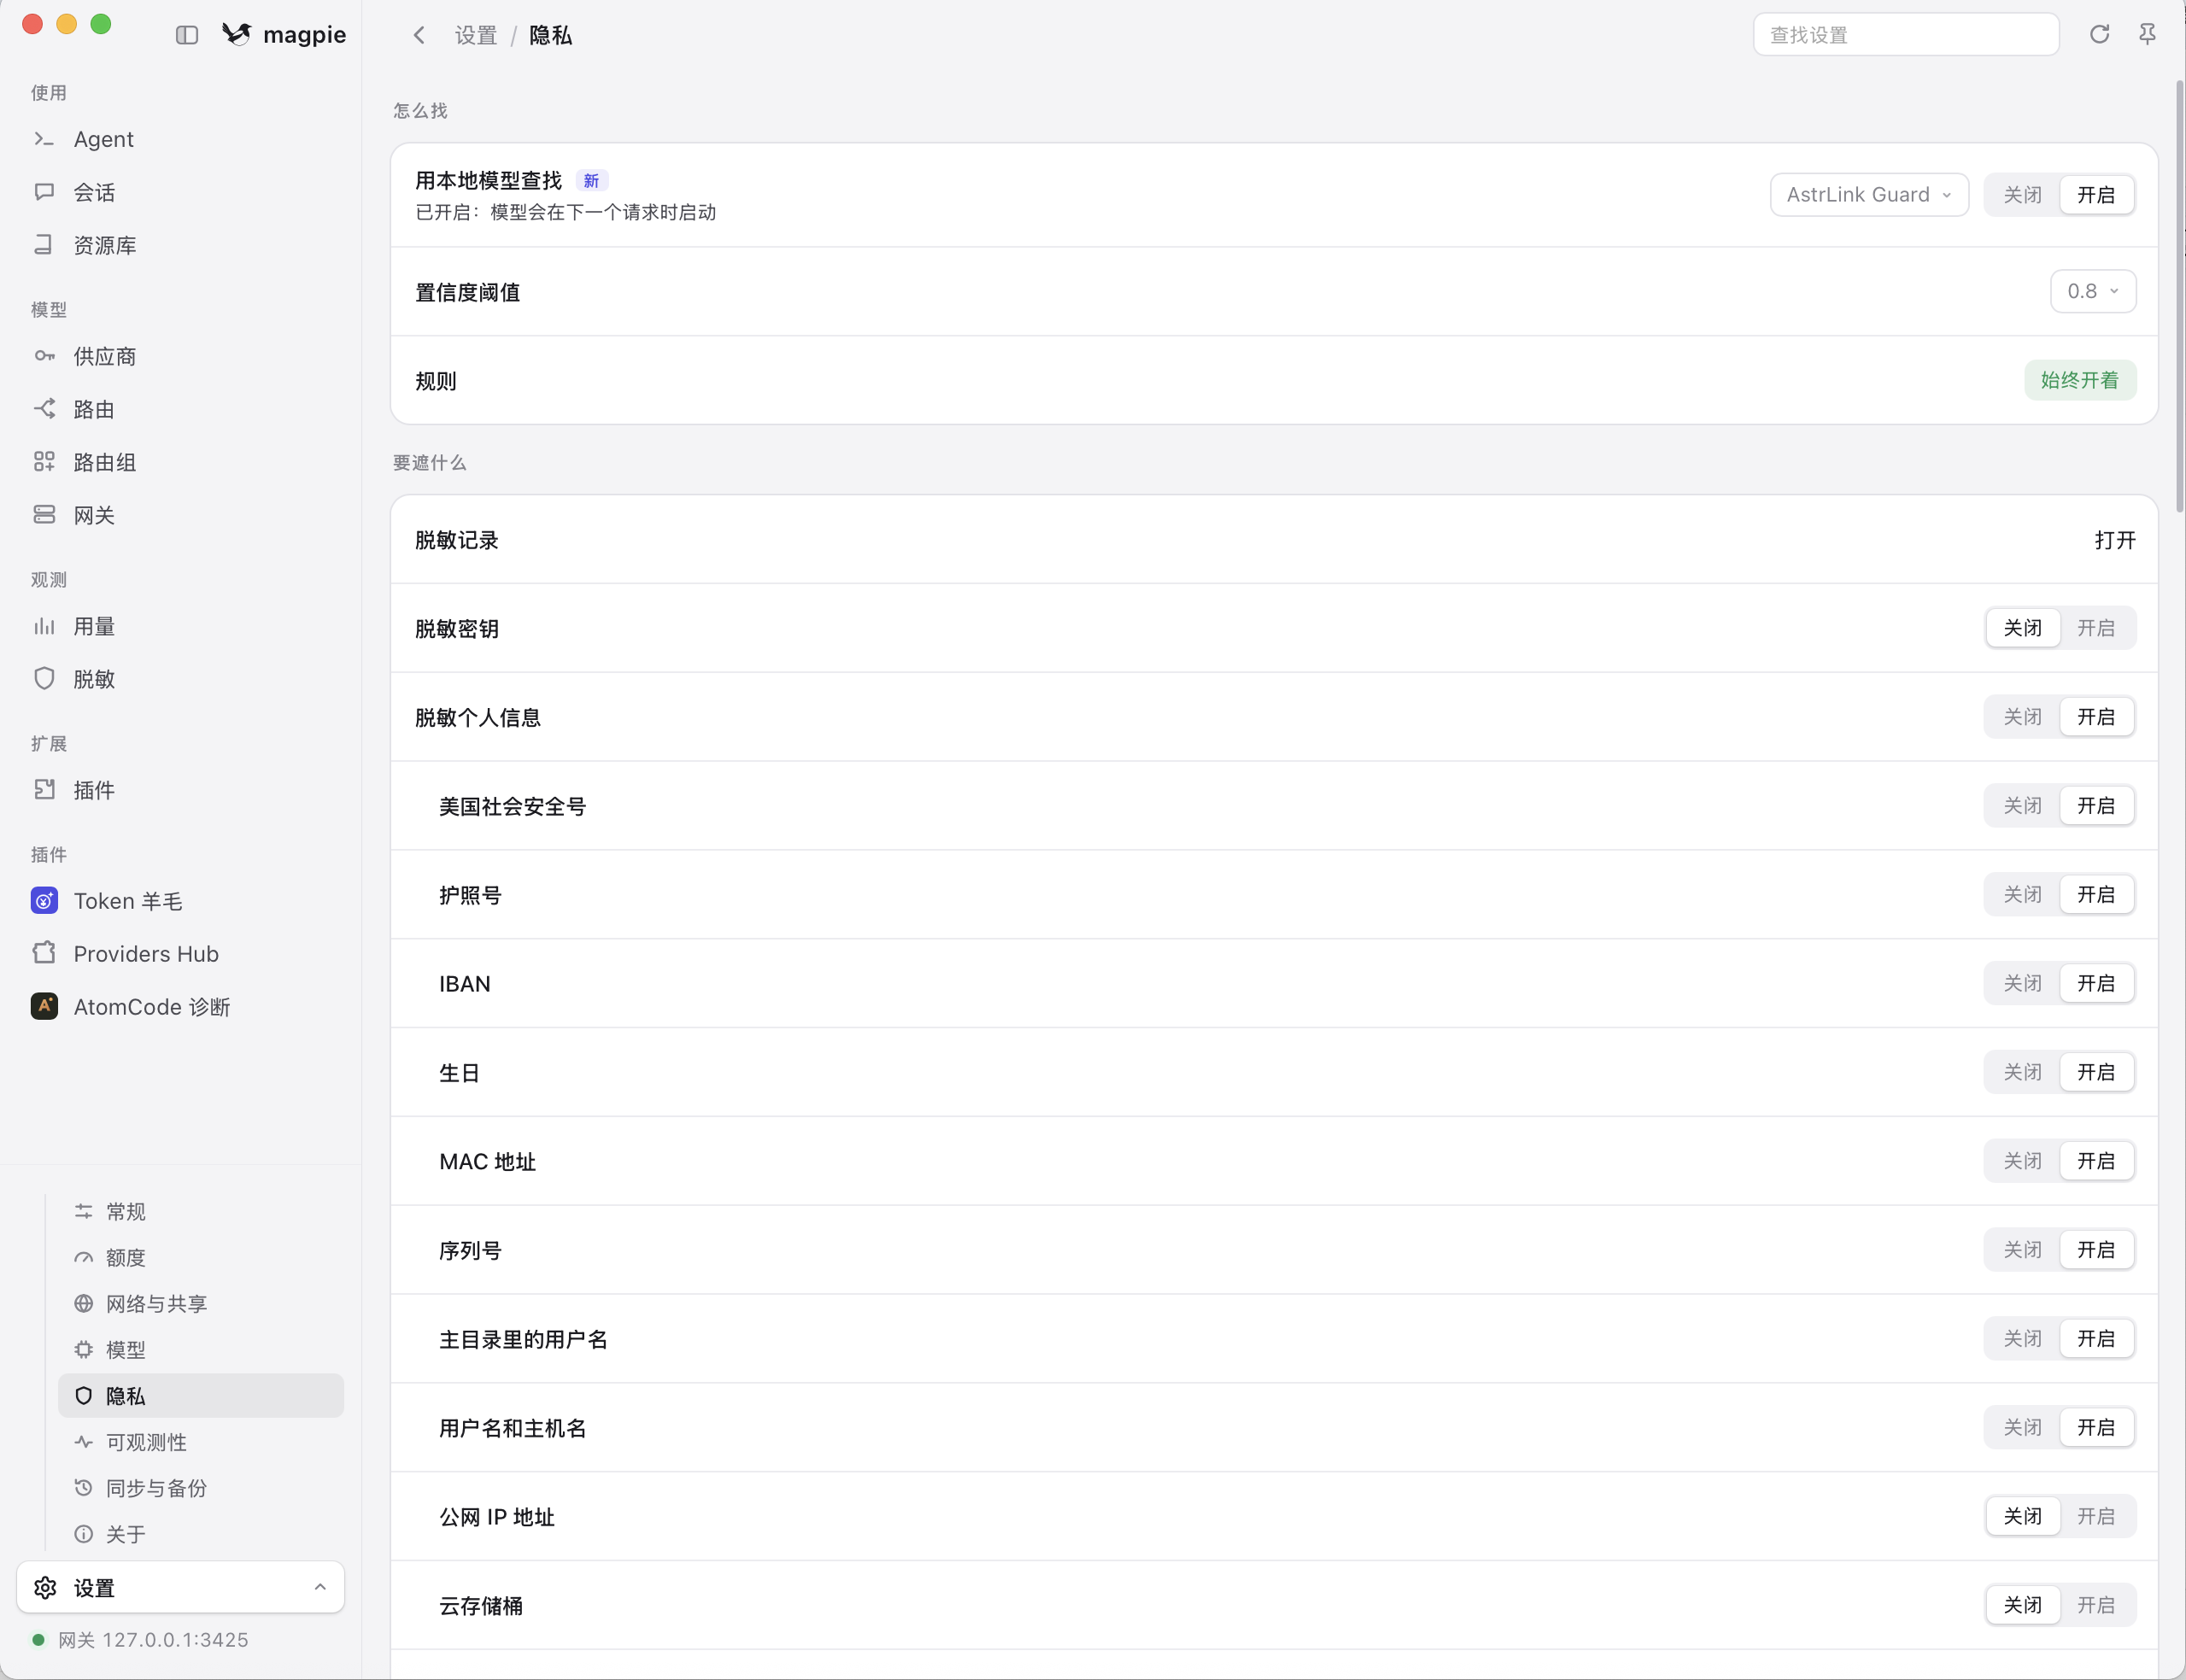 magpie
使用
Agent
会话
资源库
模型
供应商
路由
路由组
网关
观测
用量
脱敏
扩展
插件
插件
Token 羊毛
Providers Hub
AtomCode 诊断
常规
额度
网络与共享
模型
隐私
可观测性
同步与备份
关于
设置
网关 127.0.0.1:3425
设置 / 隐私
查找设置
怎么找
用本地模型查找 新
已开启：模型会在下一个请求时启动
AstrLink Guard 关闭 开启
置信度阈值 0.8
规则 始终开着
要遮什么
脱敏记录 打开
脱敏密钥 关闭 开启
脱敏个人信息 关闭 开启
美国社会安全号 关闭 开启
护照号 关闭 开启
IBAN 关闭 开启
生日 关闭 开启
MAC 地址 关闭 开启
序列号 关闭 开启
主目录里的用户名 关闭 开启
用户名和主机名 关闭 开启
公网 IP 地址 关闭 开启
云存储桶 关闭 开启